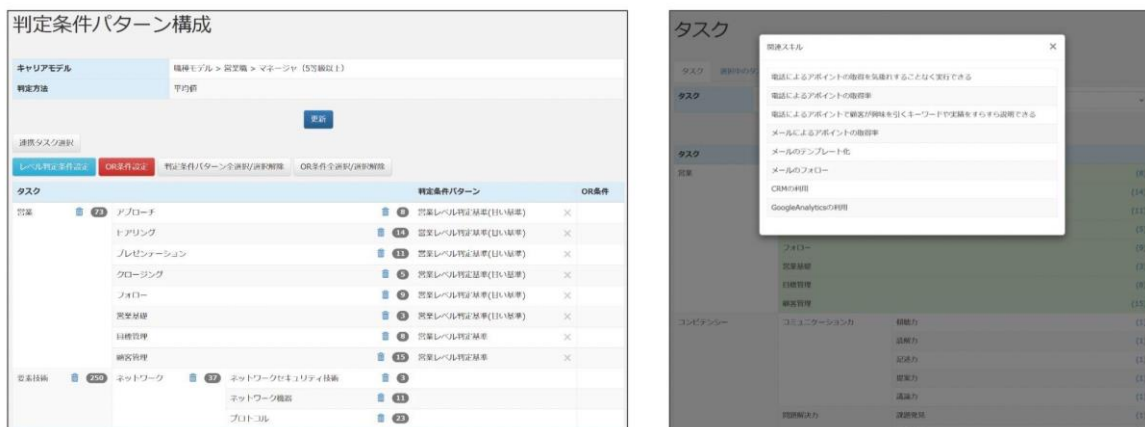 判定条件パターン構成
キャリアモデル 職種モデル > 営業職 > マネージャ (5等級以上)
判定方法 平均値
更新
連携タスク選択
レベル判定条件設定 OR条件設定 判定条件パターン全選択/選択解除 OR条件全選択/選択解除
タスク 判定条件パターン OR条件
営業 73 アプローチ 8 営業レベル判定基準(甘い基準) ×
ヒアリング 14 営業レベル判定基準(甘い基準) ×
プレゼンテーション 11 営業レベル判定基準(甘い基準) ×
クロージング 5 営業レベル判定基準(甘い基準) ×
フォロー 9 営業レベル判定基準(甘い基準) ×
営業基礎 3 営業レベル判定基準(甘い基準) ×
目標管理 8 営業レベル判定基準 ×
顧客管理 15 営業レベル判定基準 ×
要素技術 250 ネットワーク 37 ネットワークセキュリティ技術 3
ネットワーク機器 11
プロトコル 23
タスク
関連スキル ×
電話によるアポイントの取得を気後れすることなく実行できる
電話によるアポイントの取得率
電話によるアポイントで顧客が興味を引くキーワードや実績をすらすら説明できる
メールによるアポイントの取得率
メールのテンプレート化
メールのフォロー
CRMの利用
GoogleAnalyticsの利用
タスク 選択中のタス
タスク
タスク
営業
フォロー
営業基礎
目標管理
顧客管理
コンピテンシー コミュニケーション力 傾聴力
読解力
記述力
提案力
議論力
問題解決力 課題発見